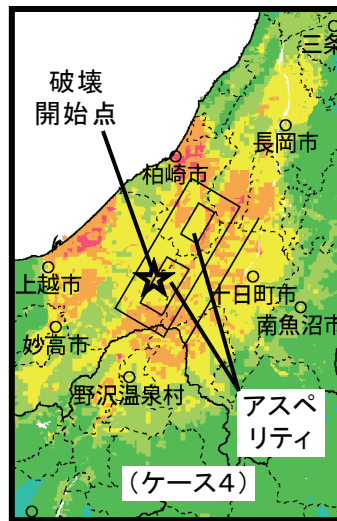 三条
破壊
開始点
長岡市
柏崎市
上越市
十日町市
南魚沼市
妙高市
野沢温泉村
アスペ
リティ
(ケース4)